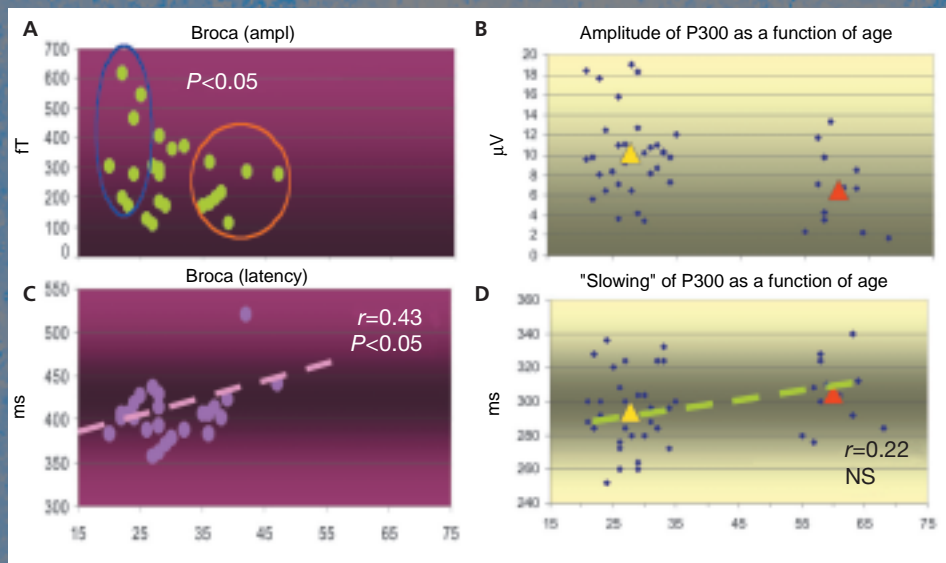 A
Broca (ampl)
700
600
500
400
300
200
100
0
fT
P<0.05
B
Amplitude of P300 as a function of age
20
18
16
14
12
10
8
6
4
2
0
µV
C
Broca (latency)
550
500
450
400
350
300
ms
r=0.43
P<0.05
15 25 35 45 55 65 75
D
"Slowing" of P300 as a function of age
360
340
320
300
280
260
240
ms
r=0.22
NS
15 25 35 45 55 65 75